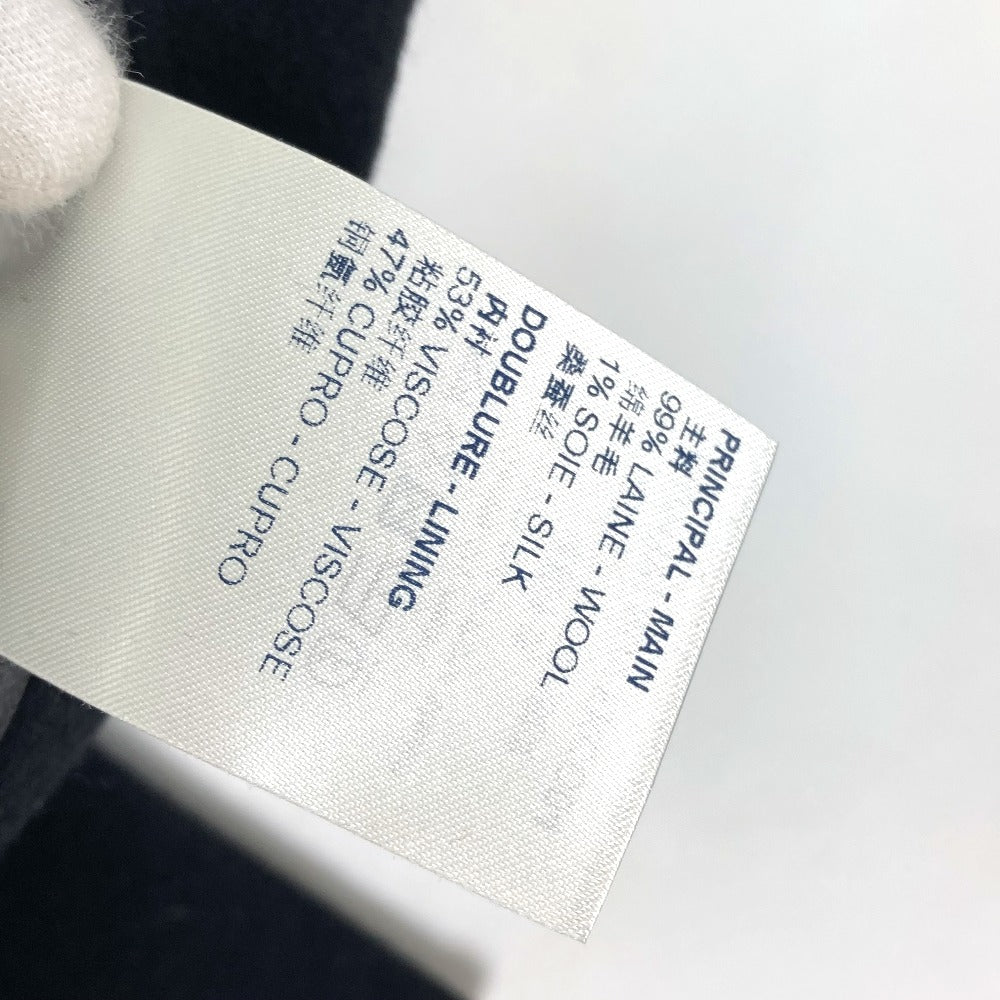 PRINCIPAL - MAIN
主料
99% LAINE - WOOL
绵羊毛
1% SOIE - SILK
桑蚕丝
DOUBLURE - LINING
内衬
53% VISCOSE - VISCOSE
粘胶纤维
47% CUPRO - CUPRO
铜氨纤维